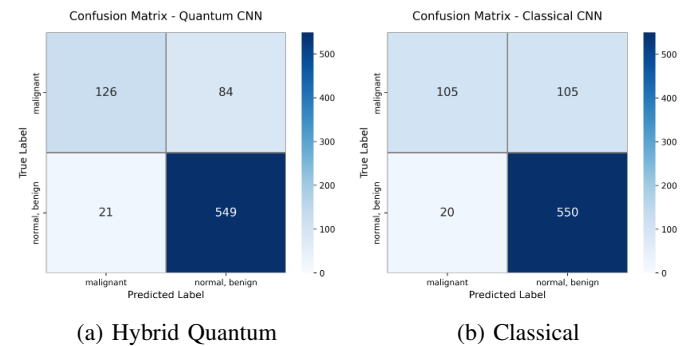 Confusion Matrix - Quantum CNN
True Label
malignant
normal, benign
126
84
21
549
malignant
normal, benign
Predicted Label
500
400
300
200
100
0
(a) Hybrid Quantum
Confusion Matrix - Classical CNN
True Label
malignant
normal, benign
105
105
20
550
malignant
normal, benign
Predicted Label
500
400
300
200
100
0
(b) Classical